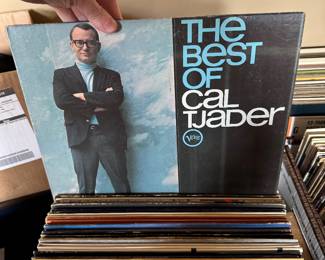 THE
BEST
OF
CAL
TJADER
Verve